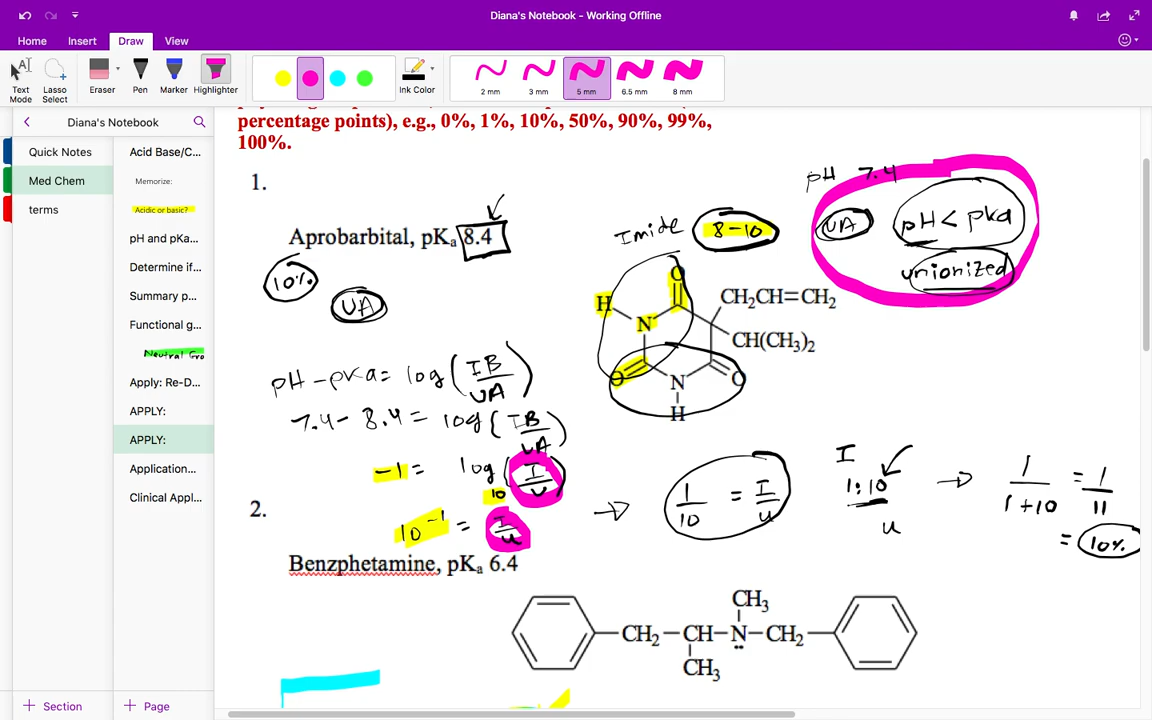 Diana's Notebook - Working Offline
Home Insert Draw View
Text Mode
Lasso Select
Eraser
Pen
Marker
Highlighter
Ink Color
2 mm
3 mm
5 mm
6.5 mm
8 mm
Diana's Notebook
Quick Notes
Med Chem
terms
Acid Base/C...
Memorize:
Acidic or basic?
pH and pKa...
Determine if...
Summary p...
Functional g...
Neutral Gro
Apply: Re-D...
APPLY:
APPLY:
Application...
Clinical Appl...
+ Section
+ Page
percentage points), e.g., 0%, 1%, 10%, 50%, 90%, 99%,
100%.
1.
Aprobarbital, pKa 8.4
10%
UA
Imide 8-10
pH 7.4
UA pH < pka
unionized
H
N
O
O
N
H
O
CH2CH=CH2
CH(CH3)2
pH - pka = log (IB/UA)
7.4 - 8.4 = log (IB/UA)
-1 = log10 (I/U)
10^-1 = I/u
1/10 = I/u
I
1:10
u
1/1+10 = 1/11
= 10%
2.
Benzphetamine, pKa 6.4
CH3
CH2-CH-N-CH2
CH3